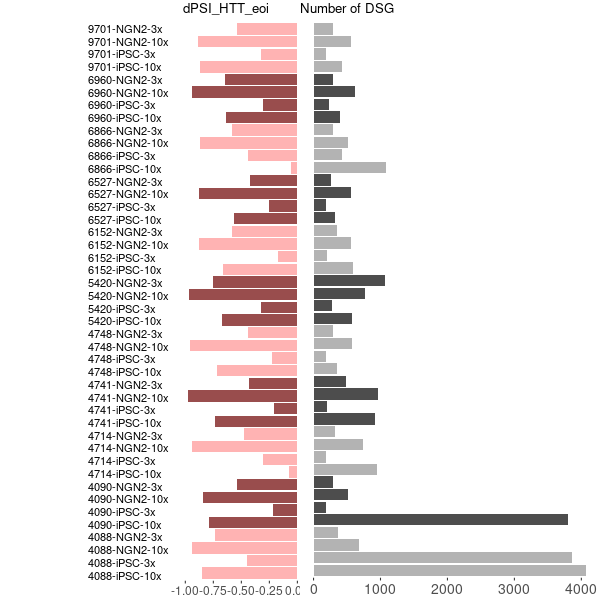 dPSI_HTT_eoi Number of DSG
9701-NGN2-3x
9701-NGN2-10x
9701-iPSC-3x
9701-iPSC-10x
6960-NGN2-3x
6960-NGN2-10x
6960-iPSC-3x
6960-iPSC-10x
6866-NGN2-3x
6866-NGN2-10x
6866-iPSC-3x
6866-iPSC-10x
6527-NGN2-3x
6527-NGN2-10x
6527-iPSC-3x
6527-iPSC-10x
6152-NGN2-3x
6152-NGN2-10x
6152-iPSC-3x
6152-iPSC-10x
5420-NGN2-3x
5420-NGN2-10x
5420-iPSC-3x
5420-iPSC-10x
4748-NGN2-3x
4748-NGN2-10x
4748-iPSC-3x
4748-iPSC-10x
4741-NGN2-3x
4741-NGN2-10x
4741-iPSC-3x
4741-iPSC-10x
4714-NGN2-3x
4714-NGN2-10x
4714-iPSC-3x
4714-iPSC-10x
4090-NGN2-3x
4090-NGN2-10x
4090-iPSC-3x
4090-iPSC-10x
4088-NGN2-3x
4088-NGN2-10x
4088-iPSC-3x
4088-iPSC-10x
-1.00 -0.75 -0.50 -0.25 0.0 0 1000 2000 3000 4000